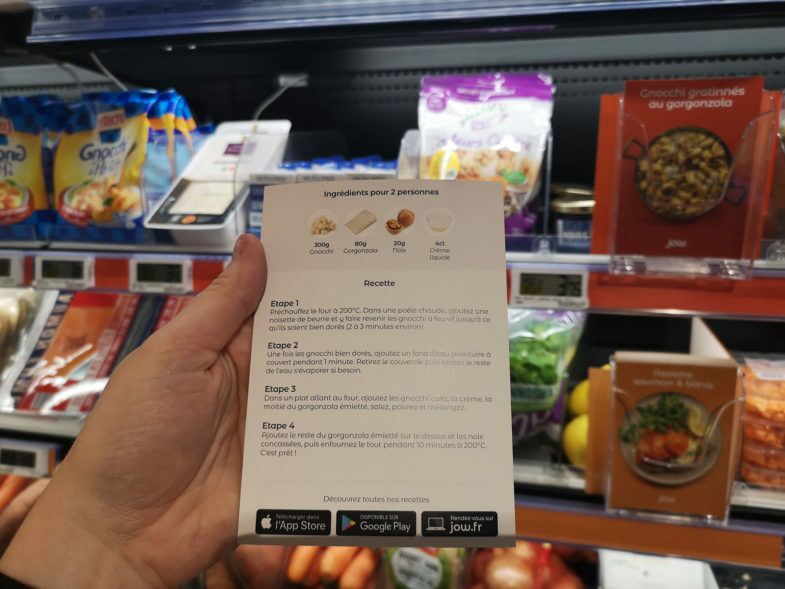 Gnocchi gratinnés
au gorgonzola
jow
Gnocchi
Ingrédients pour 2 personnes
300g
Gnocchi
80g
Gorgonzola
20g
Noix
4cl
Crème
liquide
Recette
Etape 1
Préchouffez le four à 200°C. Dans une poêle chaude, ajoutez une
noisette de beurre et y faire revenir les gnocchi à feu vif jusqu'à ce
qu'ils soient bien dorés (2 à 3 minutes environ).
Etape 2
Une fois les gnocchi bien dorés, ajoutez un fond d'eau puis cuire à
couvert pendant 1 minute. Retirez le couvercle puis laissez le reste
de l'eau s'évaporer si besoin.
Etape 3
Dans un plat allant au four, ajoutez les gnocchi cuits, la crème, la
moitié du gorgonzola émietté, salez, poivrez et mélangez.
Etape 4
Ajoutez le reste du gorgonzola émietté sur le dessus et les noix
concassées, puis enfournez le tout pendant 10 minutes à 200°C.
C'est prêt !
Découvrez toutes nos recettes
Télécharger dans
l'App Store
DISPONIBLE SUR
Google Play
Rendez-vous sur
jow.fr
saumon & blinis
jow